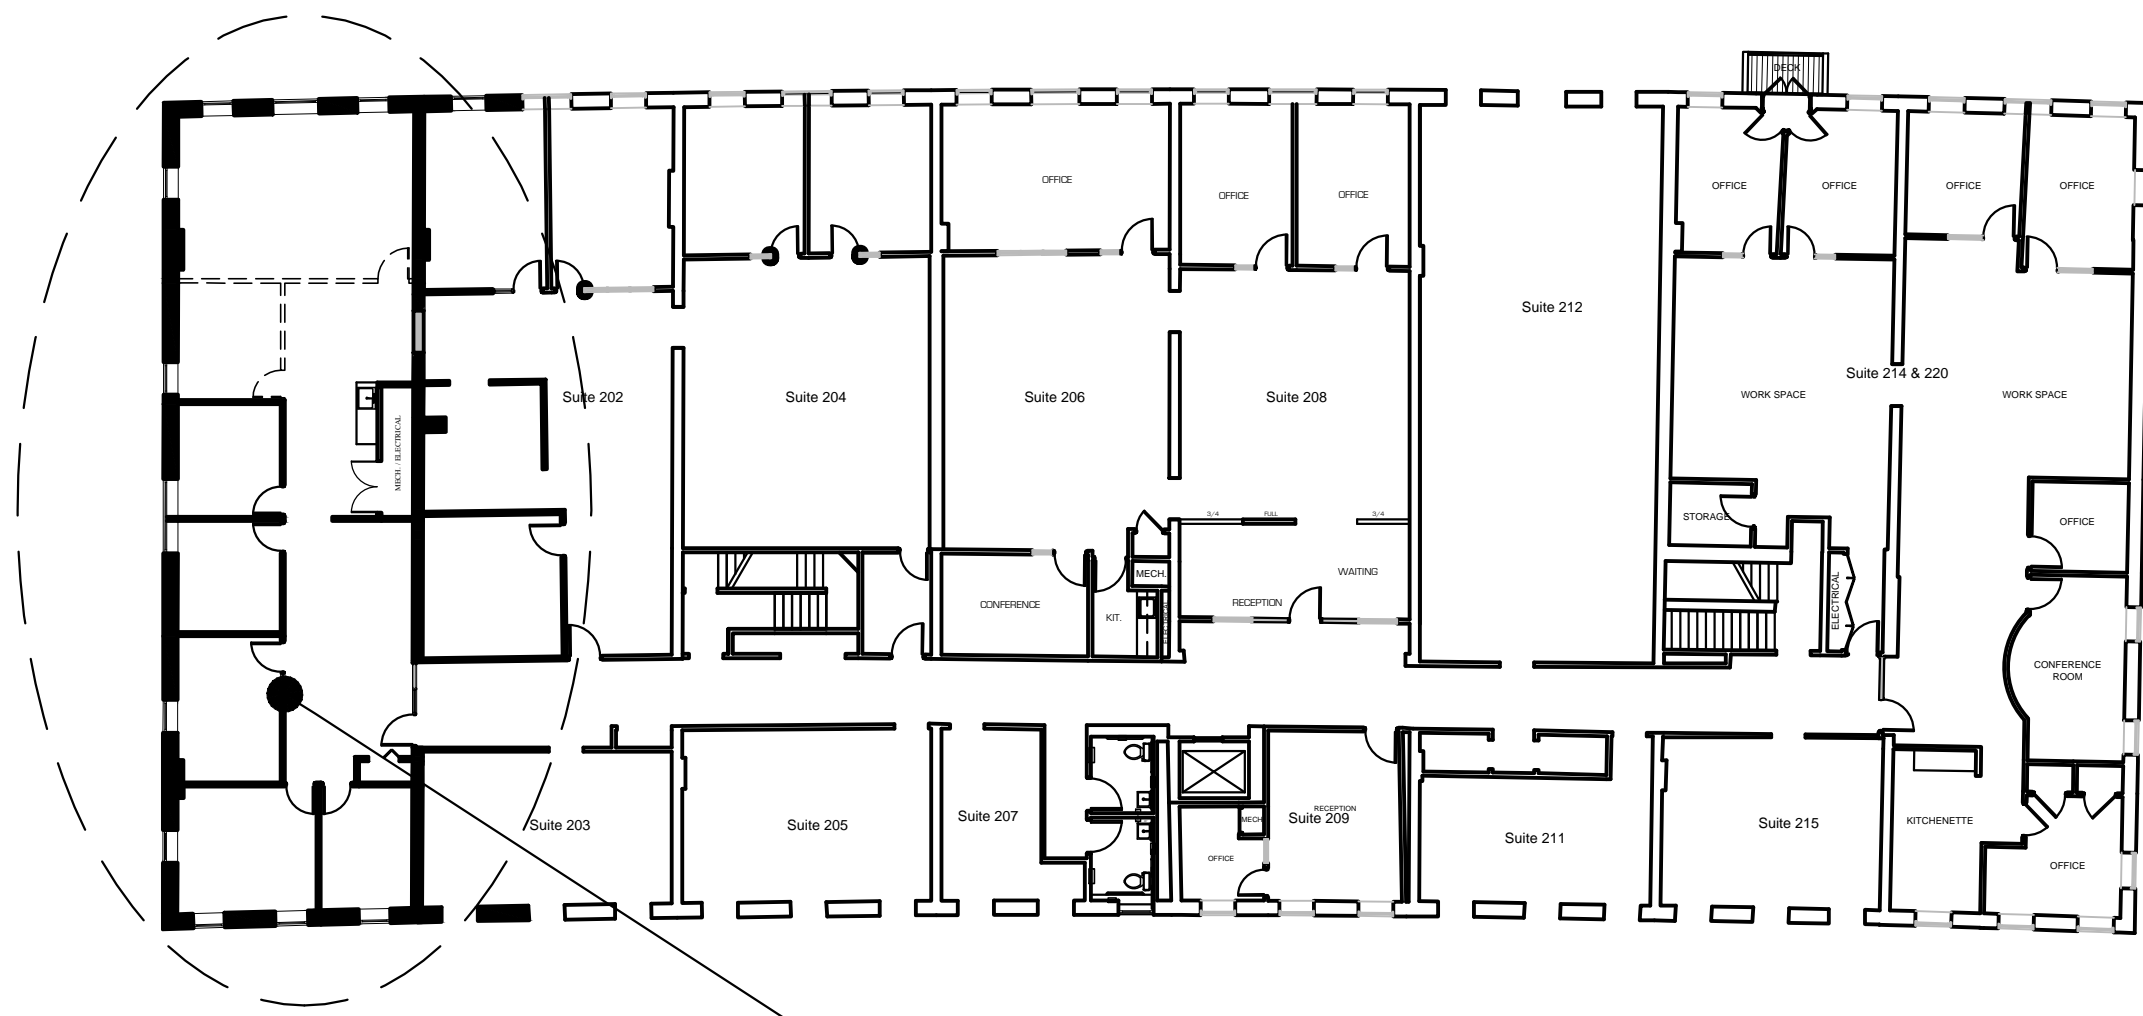 DECK
OFFICE
OFFICE
OFFICE
OFFICE
OFFICE
OFFICE
OFFICE
Suite 212
Suite 202
Suite 204
Suite 206
Suite 208
Suite 214 & 220
WORK SPACE
WORK SPACE
MECH. / ELECTRICAL
3/4
FULL
3/4
STORAGE
OFFICE
MECH.
WAITING
ELECTRICAL
CONFERENCE
KIT.
ELECTRICAL
RECEPTION
CONFERENCE
ROOM
Suite 203
Suite 205
Suite 207
MECH
RECEPTION
Suite 209
Suite 211
Suite 215
KITCHENETTE
OFFICE
OFFICE